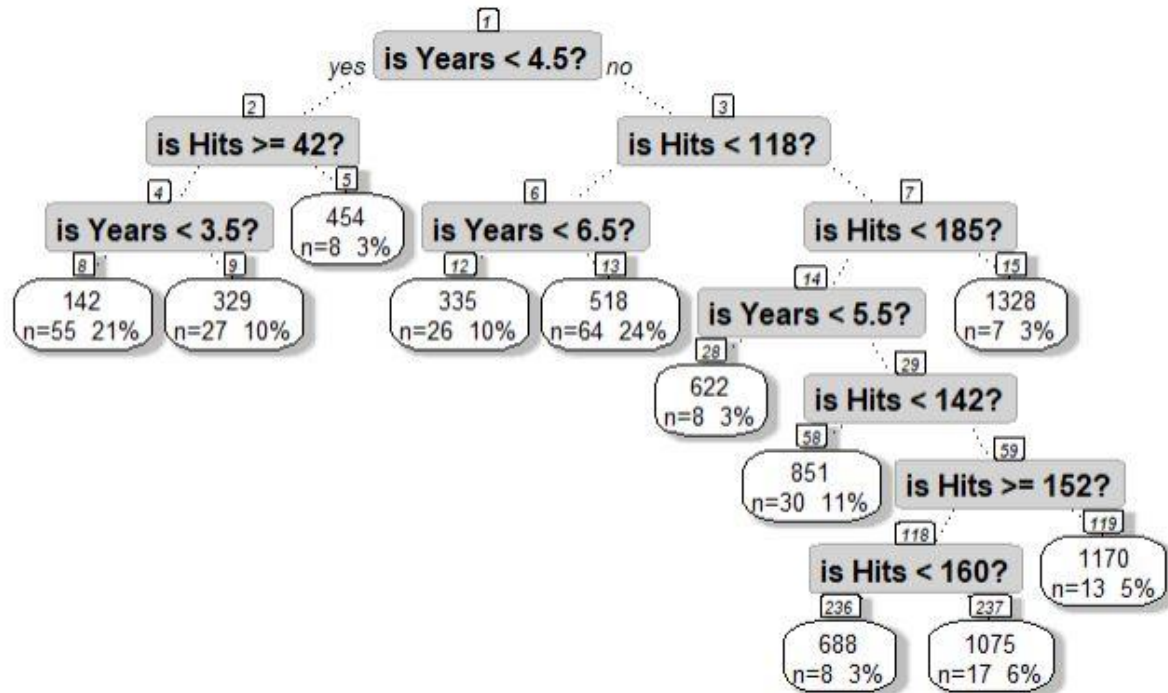 1
is Years < 4.5?
yes no
2 3
is Hits >= 42? is Hits < 118?
4 5 6 7
454
n=8 3%
is Years < 3.5? is Years < 6.5? is Hits < 185?
8 9 12 13 14 15
142
n=55 21%
329
n=27 10%
335
n=26 10%
518
n=64 24%
1328
n=7 3%
is Years < 5.5?
28 29
622
n=8 3%
is Hits < 142?
58 59
851
n=30 11%
is Hits >= 152?
118 119
1170
n=13 5%
is Hits < 160?
236 237
688
n=8 3%
1075
n=17 6%